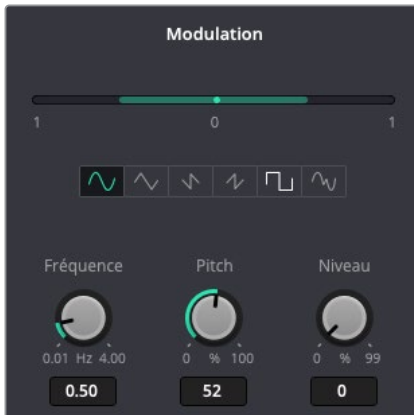 Modulation
1 0 1
Fréquence Pitch Niveau
0.01 Hz 4.00 0 % 100 0 % 99
0.50 52 0